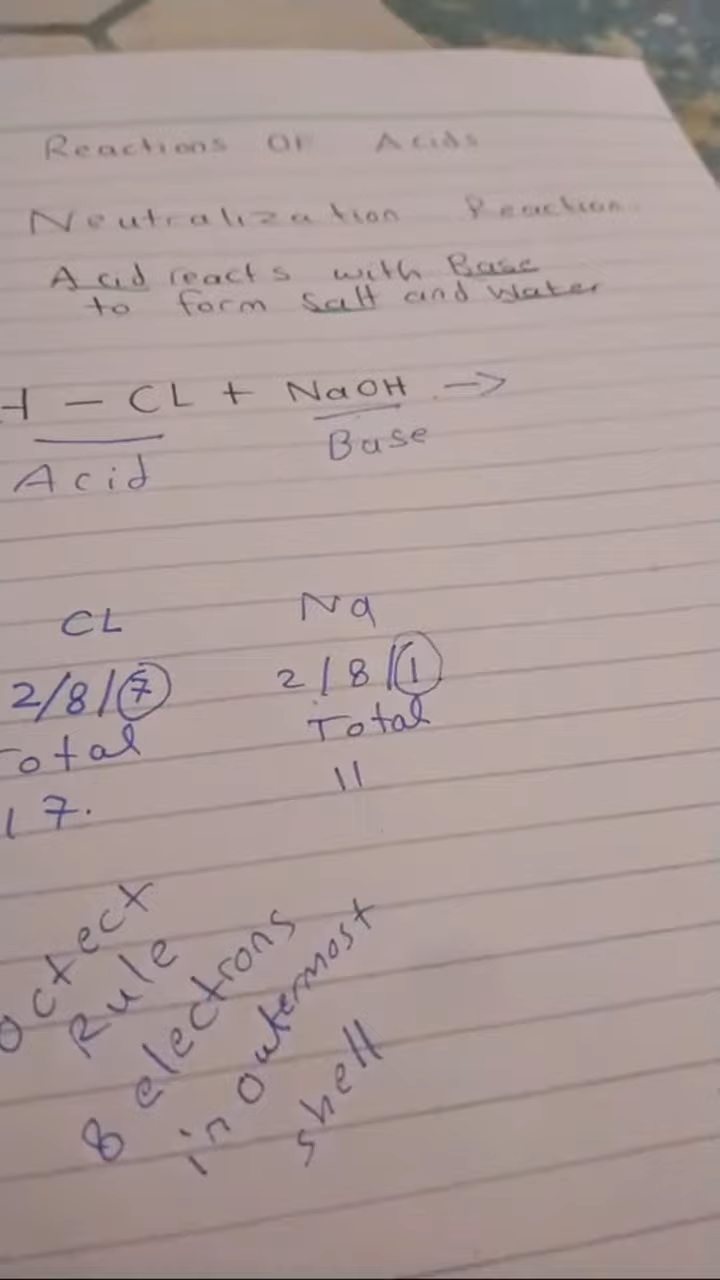 Reactions Of Acids
Neutralization Reaction
Acid reacts with Base
to form Salt and Water
H - CL + NaOH ->
Acid
Base
CL
Na
2/8/7
2/8/1
Total
Total
17.
11
octect
Rule
8 electrons
in outermost
shell